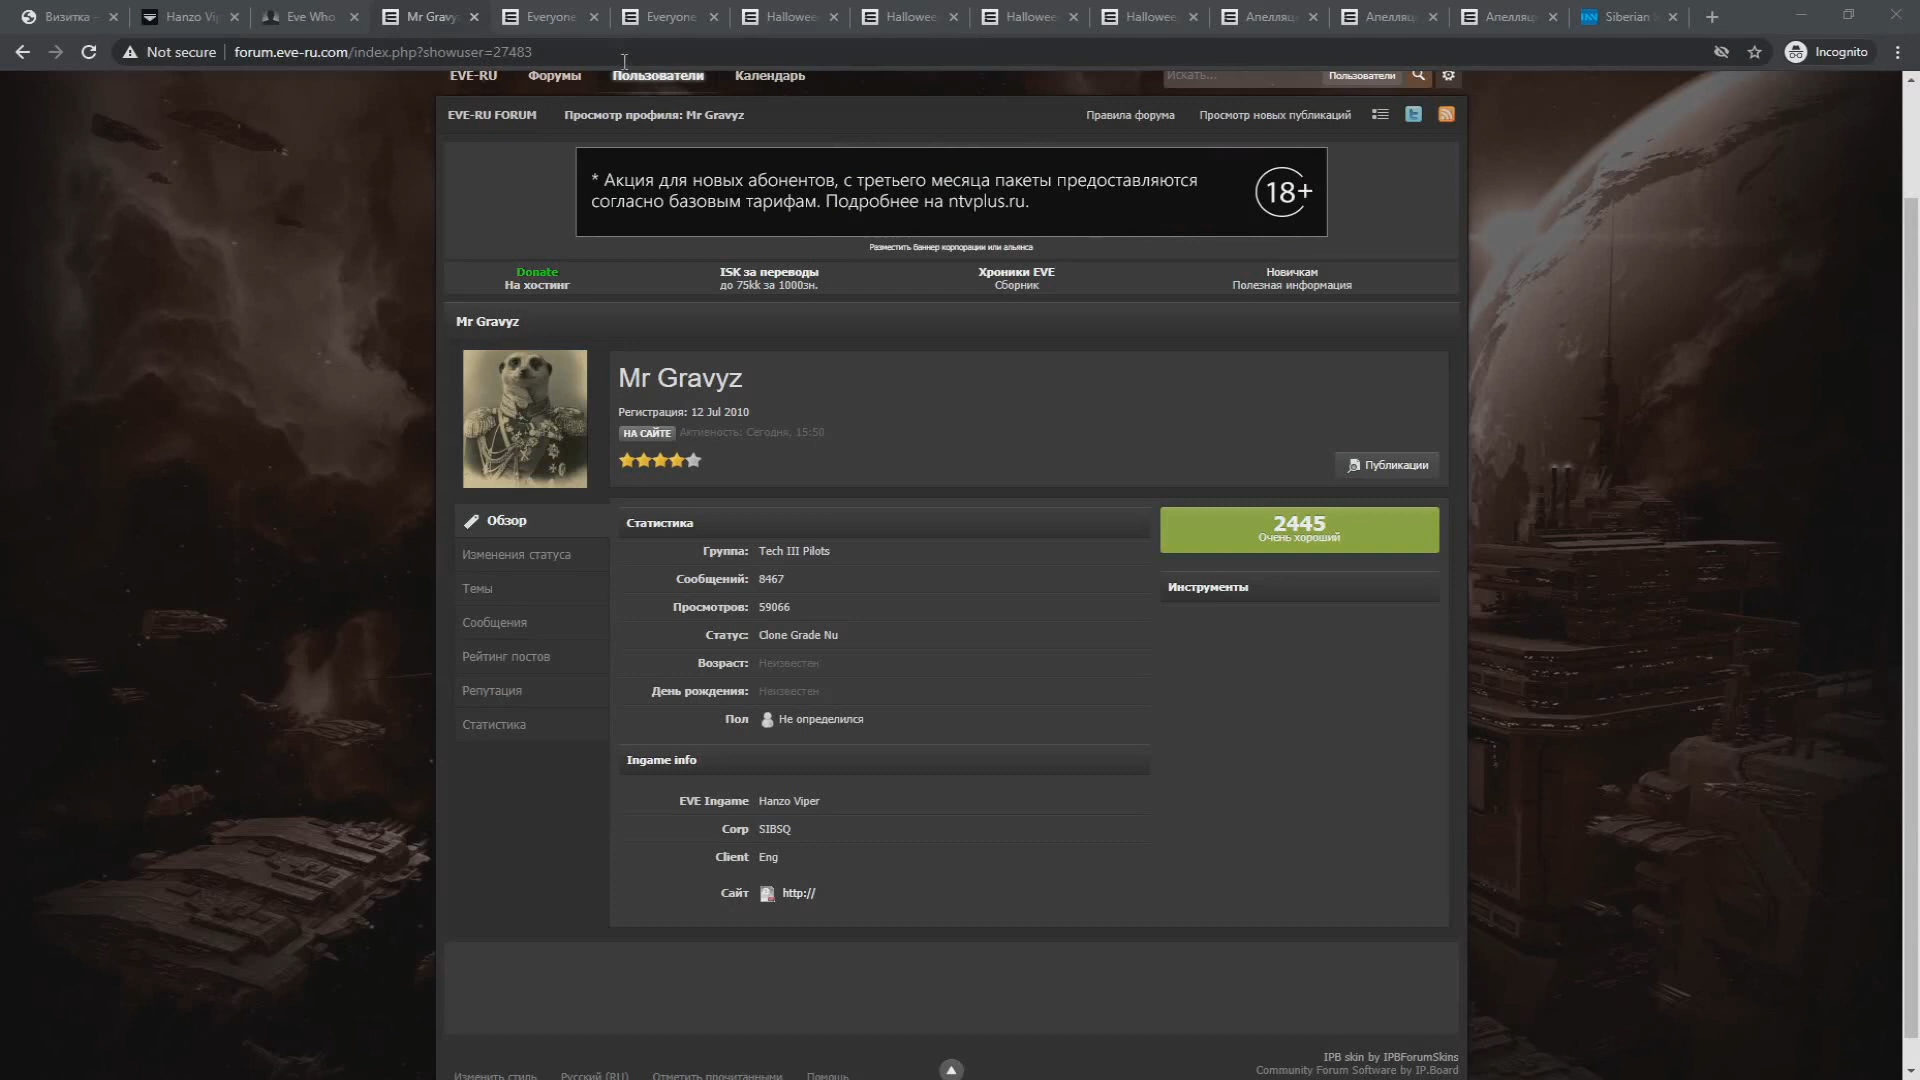 Визитка -
Hanzo Vi
Eve Who
Mr Gravy
Everyone
Everyone
Hallowee
Hallowee
Hallowee
Hallowee
Апелляц
Апелляц
Апелляц
Siberian
Not secure
forum.eve-ru.com/index.php?showuser=27483
Incognito
EVE-RU
Форумы
Пользователи
Календарь
Искать...
Пользователи
EVE-RU FORUM
Просмотр профиля: Mr Gravyz
Правила форума
Просмотр новых публикаций
* Акция для новых абонентов, с третьего месяца пакеты предоставляются
согласно базовым тарифам. Подробнее на ntvplus.ru.
18+
Разместить баннер корпорации или альянса
Donate
На хостинг
ISK за переводы
до 75kk за 1000зн.
Хроники EVE
Сборник
Новичкам
Полезная информация
Mr Gravyz
Mr Gravyz
Регистрация: 12 Jul 2010
НА САЙТЕ Активность: Сегодня, 15:50
Публикации
Обзор
Изменения статуса
Темы
Сообщения
Рейтинг постов
Репутация
Статистика
Статистика
Группа: Tech III Pilots
Сообщений: 8467
Просмотров: 59066
Статус: Clone Grade Nu
Возраст: Неизвестен
День рождения: Неизвестен
Пол Не определился
Ingame info
EVE Ingame Hanzo Viper
Corp SIBSQ
Client Eng
Сайт http://
2445
Очень хороший
Инструменты
IPB skin by IPBForumSkins
Community Forum Software by IP.Board
Изменить стиль
Русский (RU)
Отметить прочитанными
Помощь